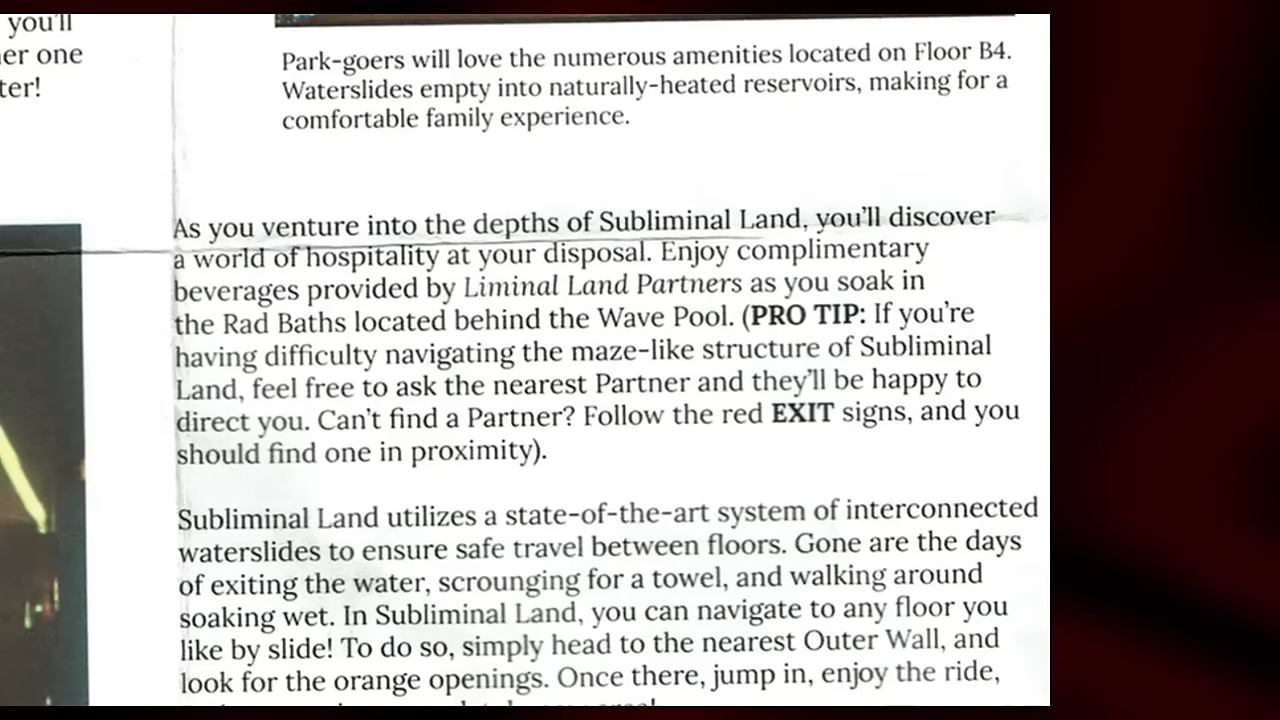 you'll
er one
ter!
Park-goers will love the numerous amenities located on Floor B4.
Waterslides empty into naturally-heated reservoirs, making for a
comfortable family experience.
As you venture into the depths of Subliminal Land, you'll discover
a world of hospitality at your disposal. Enjoy complimentary
beverages provided by Liminal Land Partners as you soak in
the Rad Baths located behind the Wave Pool. (PRO TIP: If you're
having difficulty navigating the maze-like structure of Subliminal
Land, feel free to ask the nearest Partner and they'll be happy to
direct you. Can't find a Partner? Follow the red EXIT signs, and you
should find one in proximity).
Subliminal Land utilizes a state-of-the-art system of interconnected
waterslides to ensure safe travel between floors. Gone are the days
of exiting the water, scrounging for a towel, and walking around
soaking wet. In Subliminal Land, you can navigate to any floor you
like by slide! To do so, simply head to the nearest Outer Wall, and
look for the orange openings. Once there, jump in, enjoy the ride,